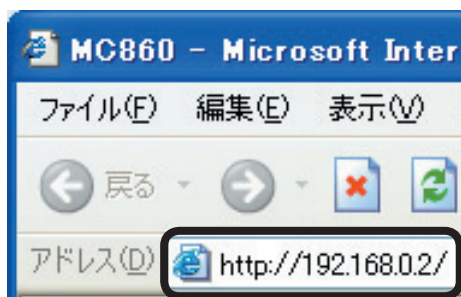 MC860 - Microsoft Inter
ファイル(F) 編集(E) 表示(V)
戻る
アドレス(D) http://192.168.0.2/